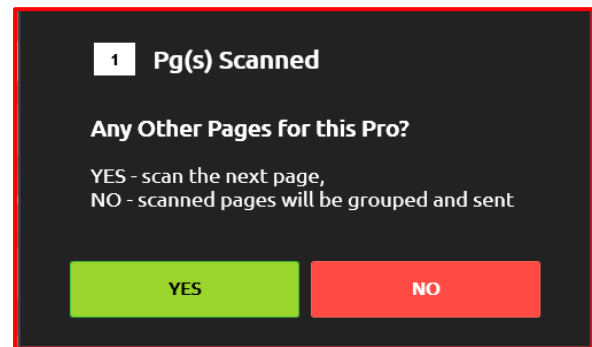 1 Pg(s) Scanned
Any Other Pages for this Pro?
YES - scan the next page,
NO - scanned pages will be grouped and sent
YES NO